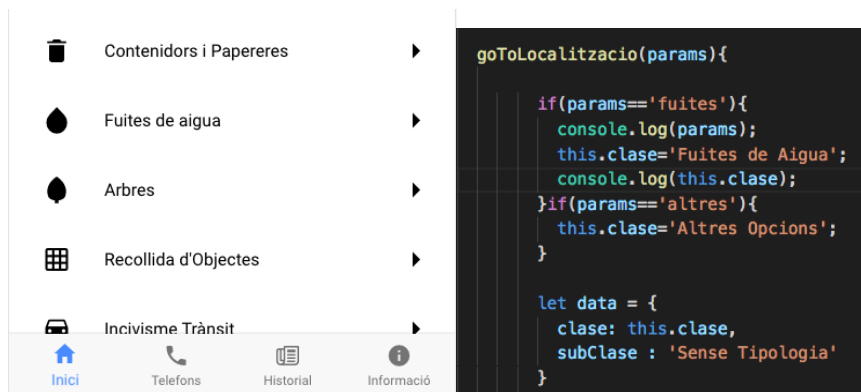 Contenidors i Papereres
Fuites de aigua
Arbres
Recollida d'Objectes
Incivisme Trànsit
Inici
Telefons
Historial
Informació
goToLocalitzacio(params){
if(params=='fuites'){
console.log(params);
this.clase='Fuites de Aigua';
console.log(this.clase);
}if(params=='altres'){
this.clase='Altres Opcions';
}
let data = {
clase: this.clase,
subClase : 'Sense Tipologia'
}